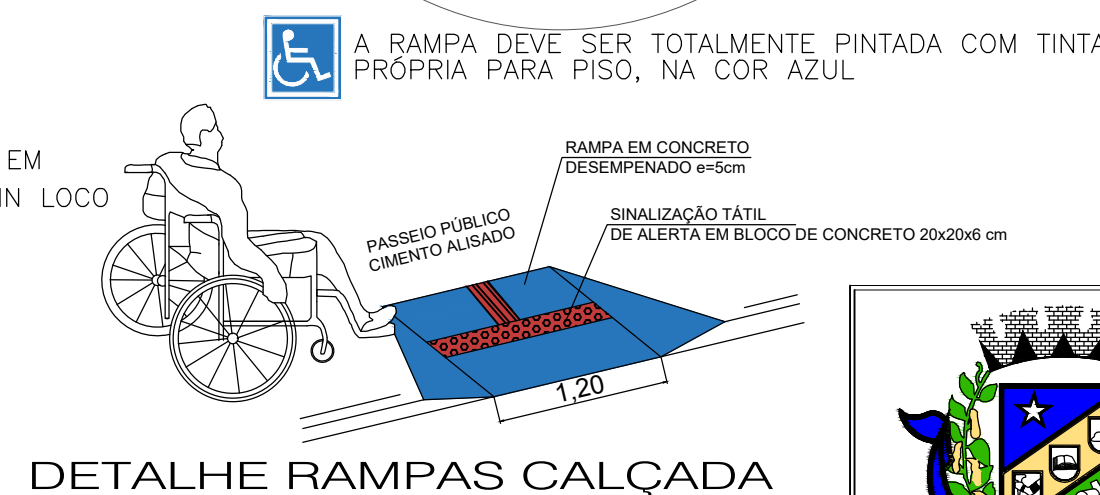 A RAMPA DEVE SER TOTALMENTE PINTADA COM TINTA
PRÓPRIA PARA PISO, NA COR AZUL
EM
IN LOCO
RAMPA EM CONCRETO
DESEMPENADO e=5cm
SINALIZAÇÃO TÁTIL
DE ALERTA EM BLOCO DE CONCRETO 20x20x6 cm
PASSEIO PÚBLICO
CIMENTO ALISADO
1,20
DETALHE RAMPAS CALÇADA